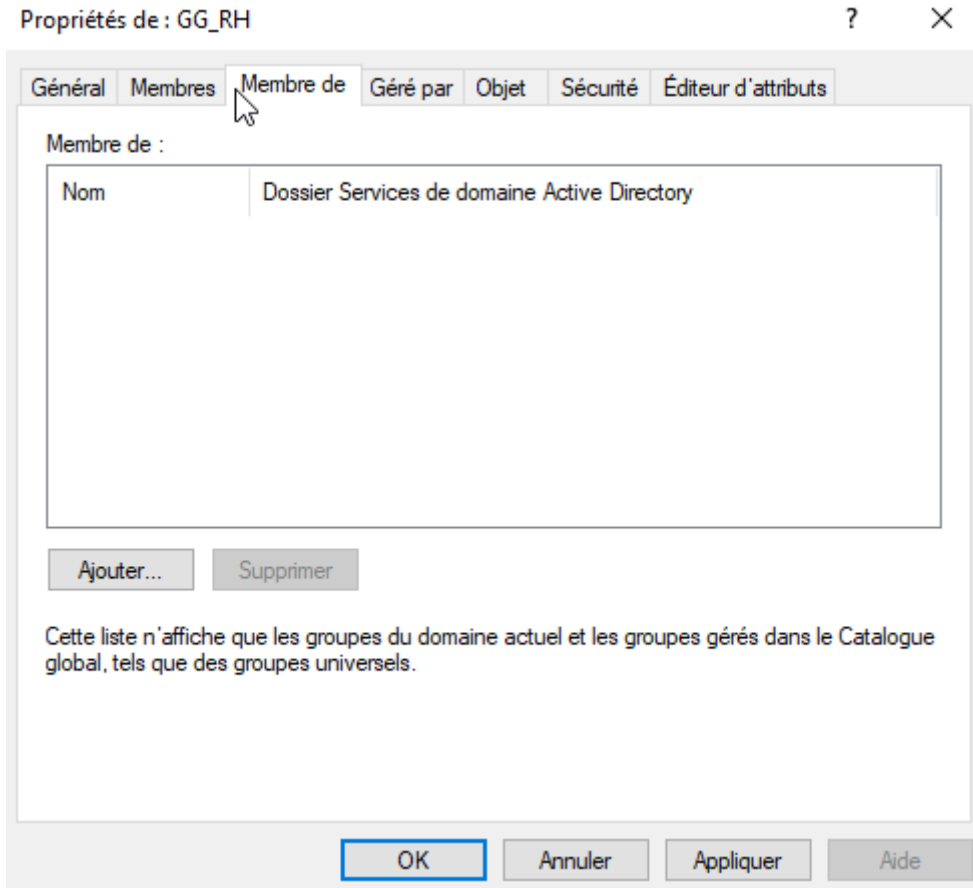 Propriétés de : GG_RH ? ×
Général Membres Membre de Géré par Objet Sécurité Éditeur d'attributs
Membre de :
Nom Dossier Services de domaine Active Directory
Ajouter... Supprimer
Cette liste n'affiche que les groupes du domaine actuel et les groupes gérés dans le Catalogue
global, tels que des groupes universels.
OK Annuler Appliquer Aide